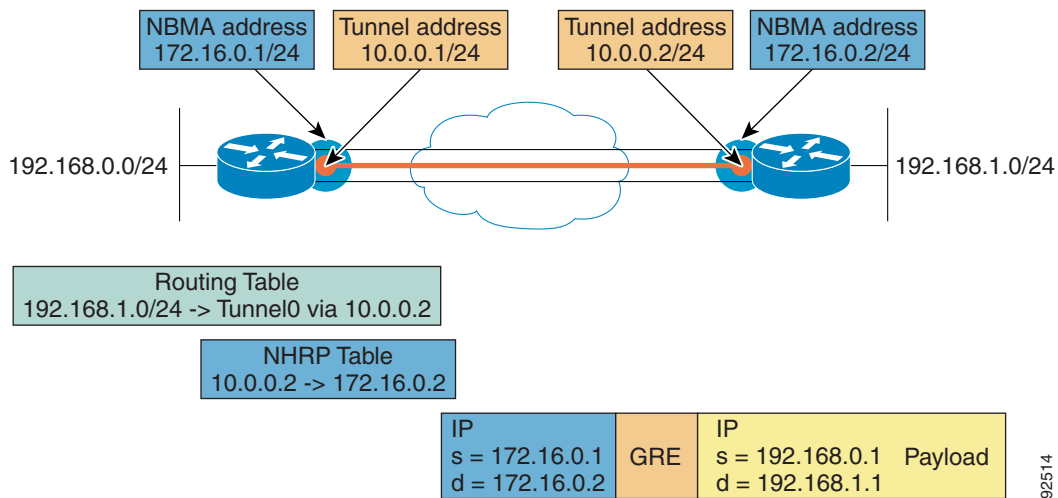 NBMA address
172.16.0.1/24
Tunnel address
10.0.0.1/24
Tunnel address
10.0.0.2/24
NBMA address
172.16.0.2/24
192.168.0.0/24
192.168.1.0/24
Routing Table
192.168.1.0/24 -> Tunnel0 via 10.0.0.2
NHRP Table
10.0.0.2 -> 172.16.0.2
IP
s = 172.16.0.1
d = 172.16.0.2
GRE
IP
s = 192.168.0.1
d = 192.168.1.1
Payload
92514